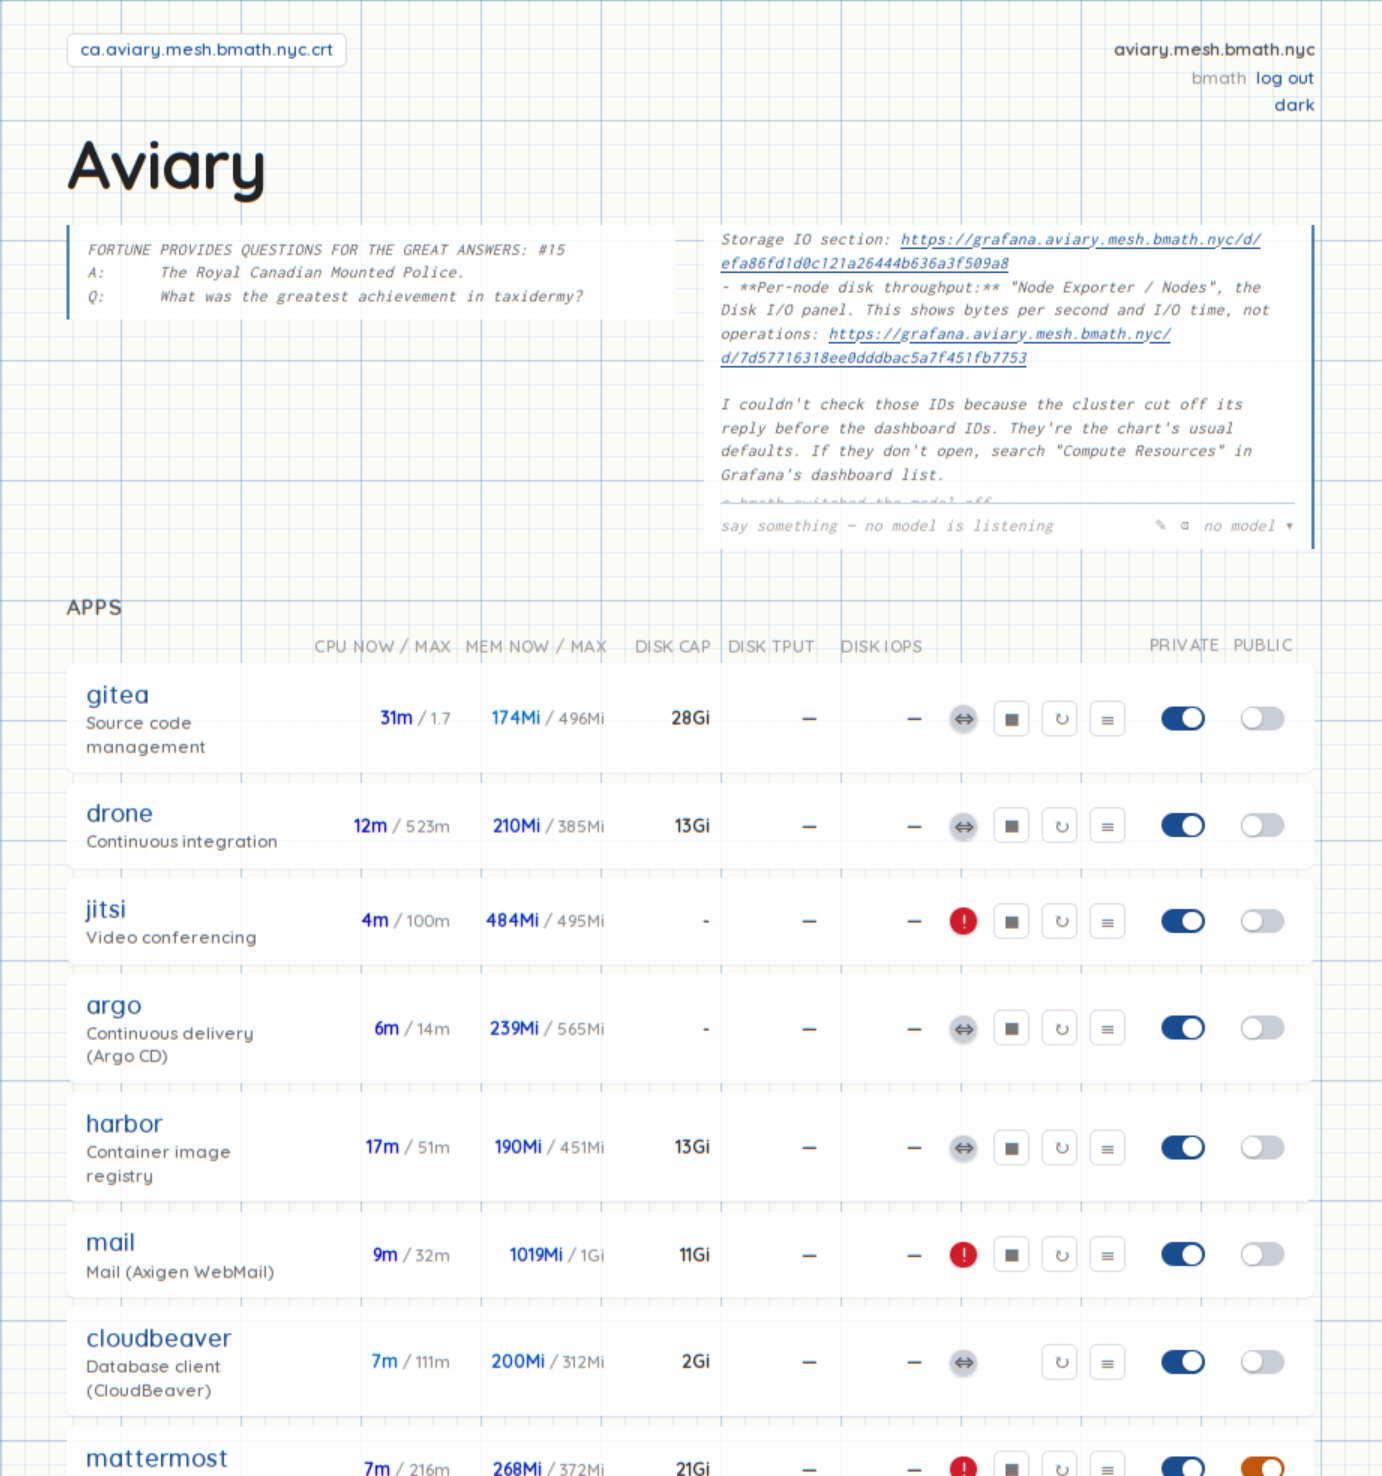 ca.aviary.mesh.bmath.nyc.crt
aviary.mesh.bmath.nyc
bmath log out
dark
Aviary
FORTUNE PROVIDES QUESTIONS FOR THE GREAT ANSWERS: #15
A: The Royal Canadian Mounted Police.
Q: What was the greatest achievement in taxidermy?
Storage IO section: https://grafana.aviary.mesh.bmath.nyc/d/
efa86fd1d0c121a26444b636a3f509a8
- **Per-node disk throughput:** "Node Exporter / Nodes", the
Disk I/O panel. This shows bytes per second and I/O time, not
operations: https://grafana.aviary.mesh.bmath.nyc/
d/7d57716318ee0dddbac5a7f451fb7753
I couldn't check those IDs because the cluster cut off its
reply before the dashboard IDs. They're the chart's usual
defaults. If they don't open, search "Compute Resources" in
Grafana's dashboard list.
* bmath switched the model off
say something — no model is listening
no model ▾
APPS
CPU NOW / MAX MEM NOW / MAX DISK CAP DISK TPUT DISK IOPS PRIVATE PUBLIC
gitea
Source code
management
31m / 1.7 174Mi / 496Mi 28Gi — —
drone
Continuous integration
12m / 523m 210Mi / 385Mi 13Gi — —
jitsi
Video conferencing
4m / 100m 484Mi / 495Mi - — — !
argo
Continuous delivery
(Argo CD)
6m / 14m 239Mi / 565Mi - — —
harbor
Container image
registry
17m / 51m 190Mi / 451Mi 13Gi — —
mail
Mail (Axigen WebMail)
9m / 32m 1019Mi / 1Gi 11Gi — — !
cloudbeaver
Database client
(CloudBeaver)
7m / 111m 200Mi / 312Mi 2Gi — —
mattermost
7m / 216m 268Mi / 372Mi 21Gi — — !